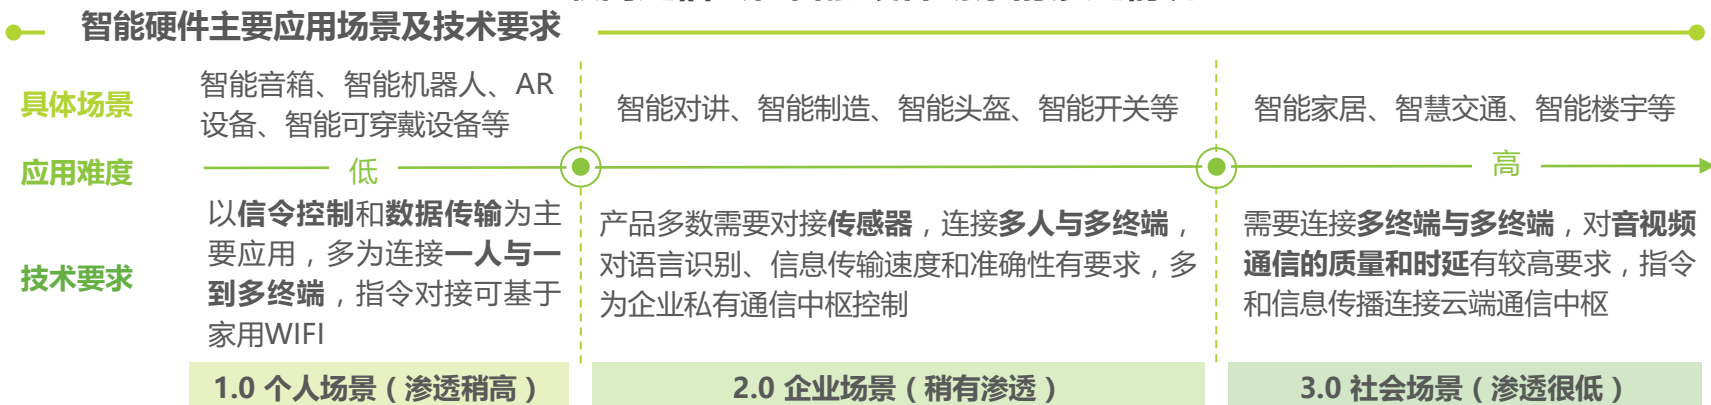 智能硬件主要应用场景及技术要求
具体场景
智能音箱、智能机器人、AR
设备、智能可穿戴设备等
智能对讲、智能制造、智能头盔、智能开关等
智能家居、智慧交通、智能楼宇等
应用难度
低
高
技术要求
以信令控制和数据传输为主
要应用，多为连接一人与一
到多终端，指令对接可基于
家用WIFI
产品多数需要对接传感器，连接多人与多终端，
对语言识别、信息传输速度和准确性有要求，多
为企业私有通信中枢控制
需要连接多终端与多终端，对音视频
通信的质量和时延有较高要求，指令
和信息传播连接云端通信中枢
1.0 个人场景（渗透稍高）
2.0 企业场景（稍有渗透）
3.0 社会场景（渗透很低）